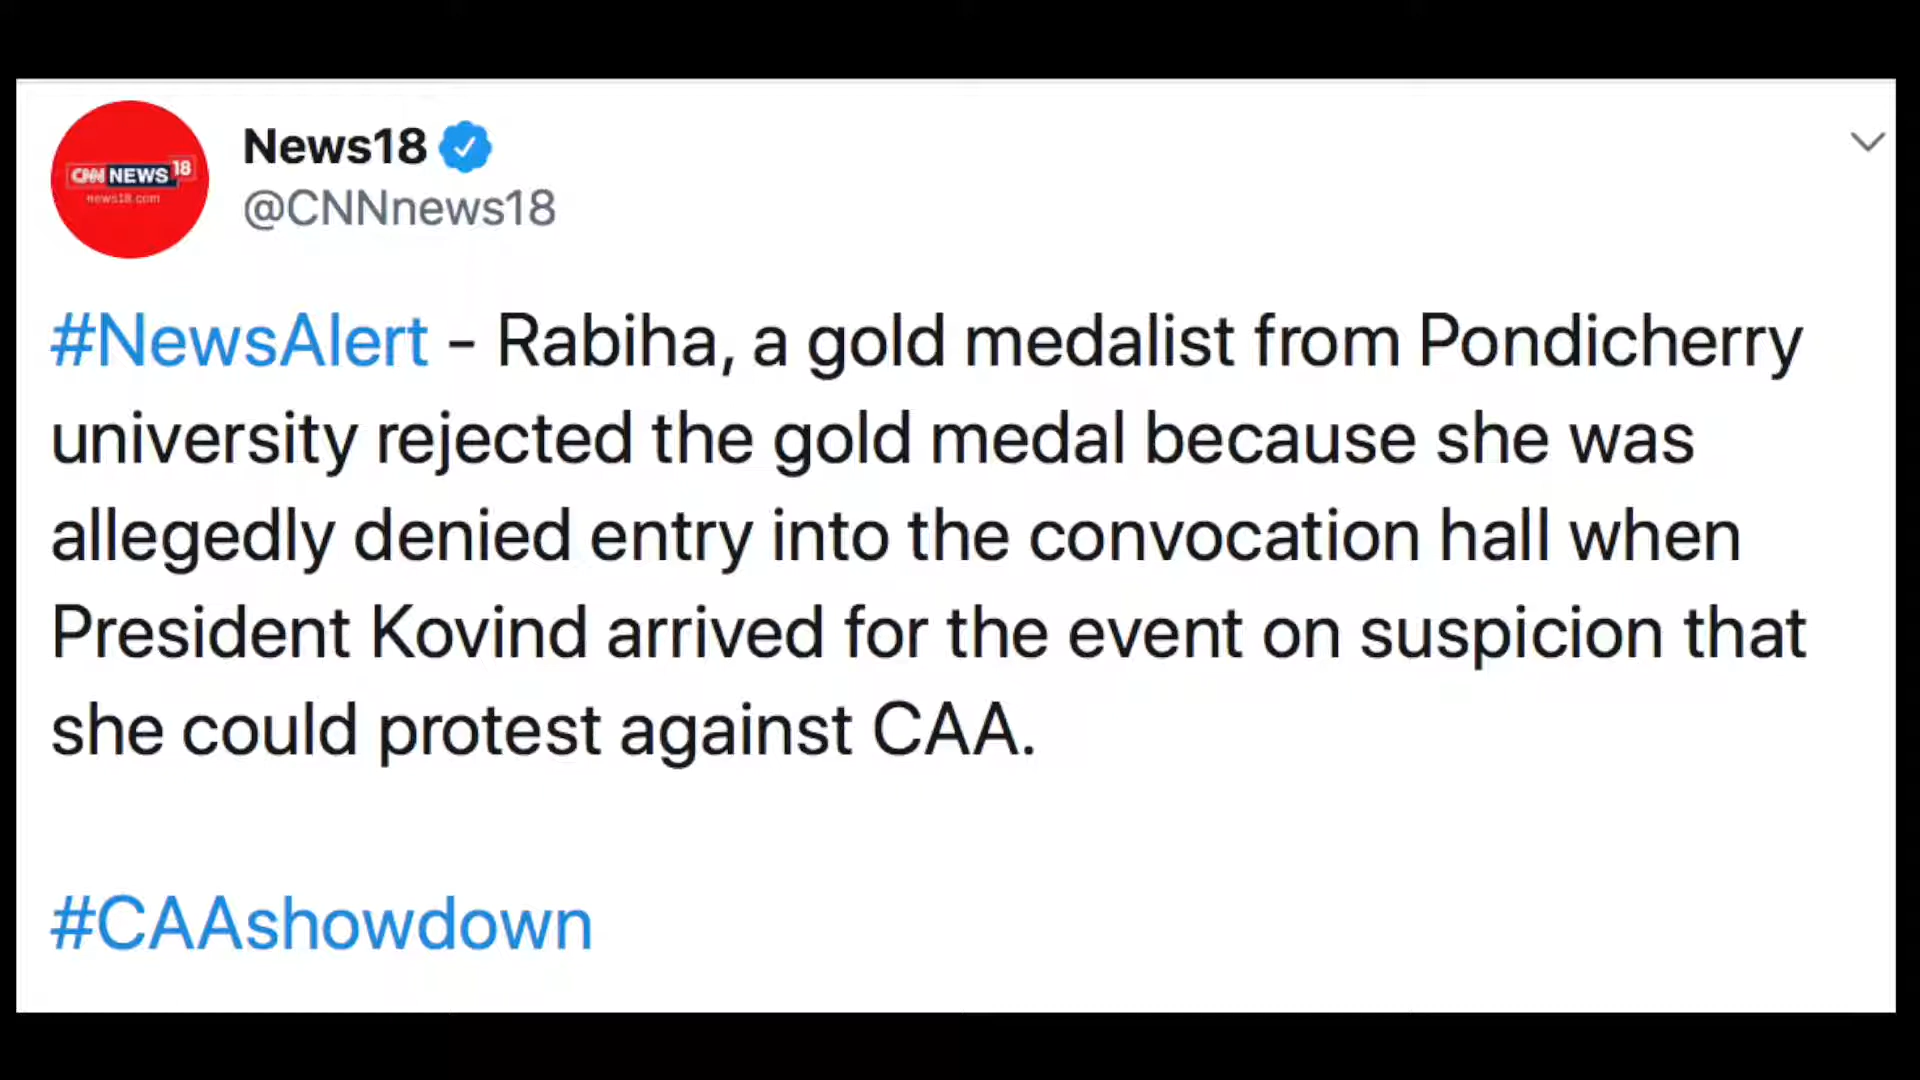 CNN NEWS 18
news18.com
News18
@CNNnews18
#NewsAlert - Rabiha, a gold medalist from Pondicherry
university rejected the gold medal because she was
allegedly denied entry into the convocation hall when
President Kovind arrived for the event on suspicion that
she could protest against CAA.
#CAAshowdown